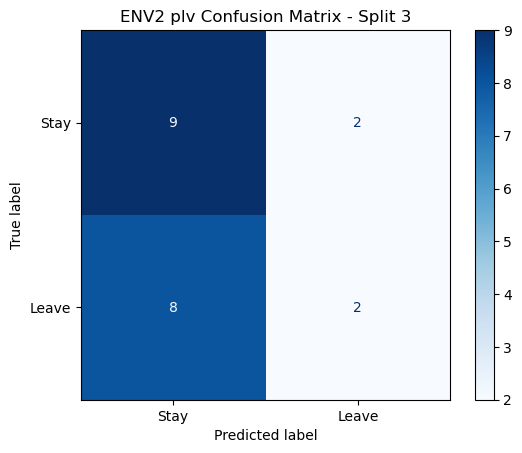 ENV2 plv Confusion Matrix - Split 3
True label
Stay
9
2
Leave
8
2
Stay
Leave
Predicted label
9
8
7
6
5
4
3
2